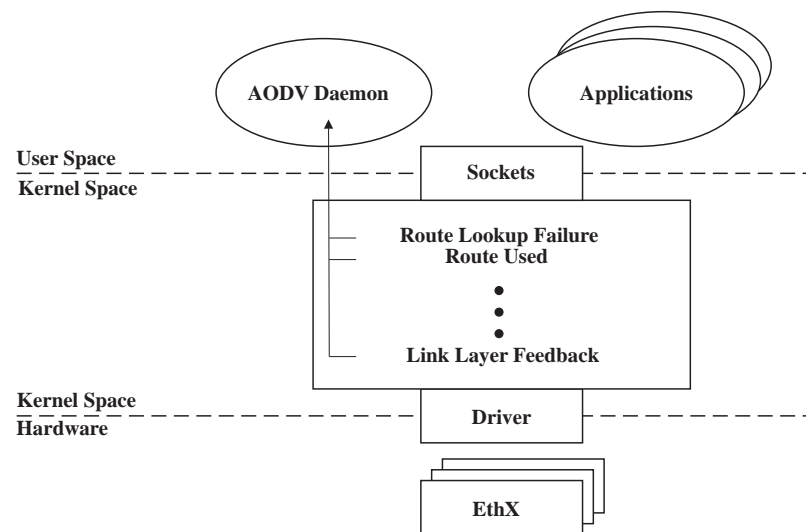 AODV Daemon
Applications
User Space
Kernel Space
Sockets
Route Lookup Failure
Route Used
Link Layer Feedback
Kernel Space
Hardware
Driver
EthX